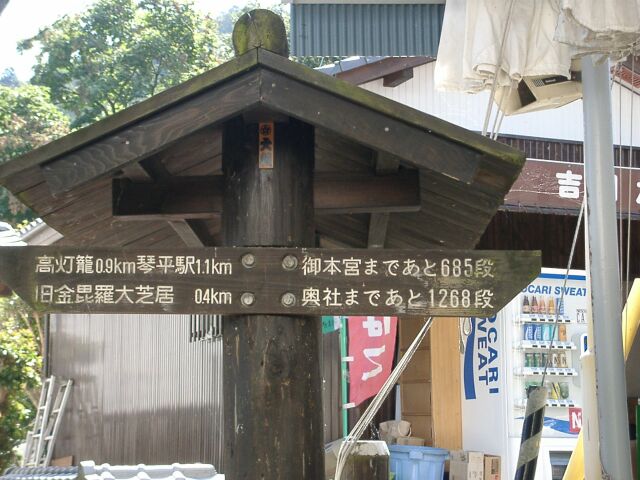 高灯籠0.9km琴平駅1.1km
旧金毘羅大芝居 0.4km
御本宮まであと685段
奥社まであと1268段
吉
POCARI SWEAT
POCARI
SWEAT